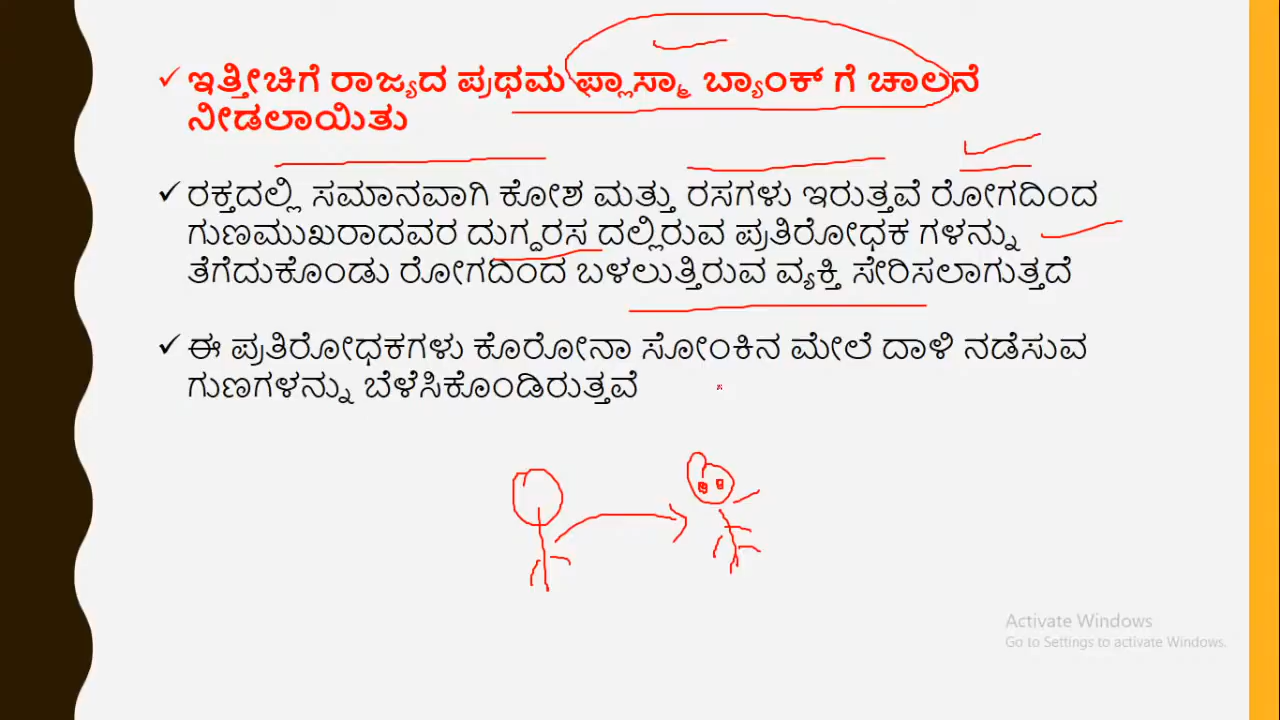 ಇತ್ತೀಚಿಗೆ ರಾಜ್ಯದ ಪ್ರಥಮ ಪ್ಲಾಸ್ಮಾ ಬ್ಯಾಂಕ್ ಗೆ ಚಾಲನೆ
ನೀಡಲಾಯಿತು
ರಕ್ತದಲ್ಲಿ ಸಮಾನವಾಗಿ ಕೋಶ ಮತ್ತು ರಸಗಳು ಇರುತ್ತವೆ ರೋಗದಿಂದ
ಗುಣಮುಖರಾದವರ ದುಗ್ದರಸ ದಲ್ಲಿರುವ ಪ್ರತಿರೋಧಕ ಗಳನ್ನು
ತೆಗೆದುಕೊಂಡು ರೋಗದಿಂದ ಬಳಲುತ್ತಿರುವ ವ್ಯಕ್ತಿ ಸೇರಿಸಲಾಗುತ್ತದೆ
ಈ ಪ್ರತಿರೋಧಕಗಳು ಕೊರೋನಾ ಸೋಂಕಿನ ಮೇಲೆ ದಾಳಿ ನಡೆಸುವ
ಗುಣಗಳನ್ನು ಬೆಳೆಸಿಕೊಂಡಿರುತ್ತವೆ
Activate Windows
Go to Settings to activate Windows.